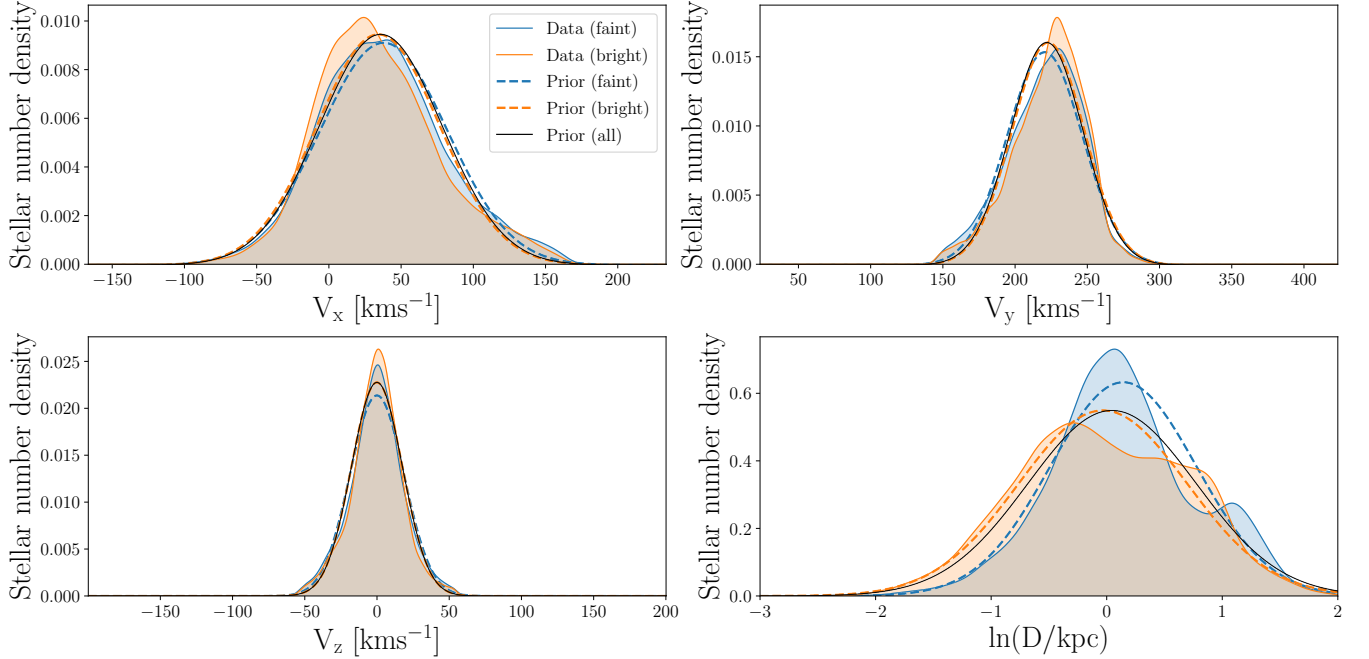 Stellar number density
0.010
0.008
0.006
0.004
0.002
0.000
Data (faint)
Data (bright)
Prior (faint)
Prior (bright)
Prior (all)
−150 −100 −50 0 50 100 150 200
V_x [kms⁻¹]
Stellar number density
0.015
0.010
0.005
0.000
50 100 150 200 250 300 350 400
V_y [kms⁻¹]
Stellar number density
0.025
0.020
0.015
0.010
0.005
0.000
−150 −100 −50 0 50 100 150 200
V_z [kms⁻¹]
Stellar number density
0.6
0.4
0.2
0.0
−3 −2 −1 0 1 2
ln(D/kpc)